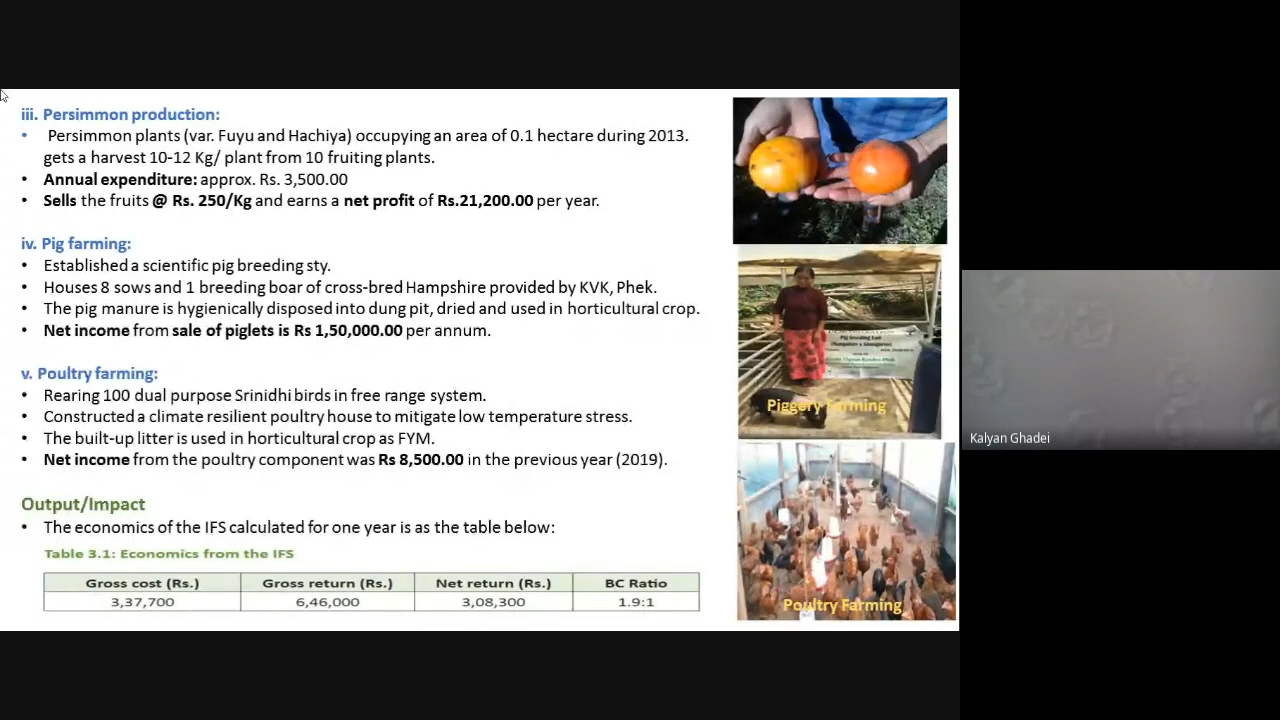 iii. Persimmon production:
• Persimmon plants (var. Fuyu and Hachiya) occupying an area of 0.1 hectare during 2013.
gets a harvest 10-12 Kg/ plant from 10 fruiting plants.
• Annual expenditure: approx. Rs. 3,500.00
• Sells the fruits @ Rs. 250/Kg and earns a net profit of Rs.21,200.00 per year.
iv. Pig farming:
• Established a scientific pig breeding sty.
• Houses 8 sows and 1 breeding boar of cross-bred Hampshire provided by KVK, Phek.
• The pig manure is hygienically disposed into dung pit, dried and used in horticultural crop.
• Net income from sale of piglets is Rs 1,50,000.00 per annum.
v. Poultry farming:
• Rearing 100 dual purpose Srinidhi birds in free range system.
• Constructed a climate resilient poultry house to mitigate low temperature stress.
• The built-up litter is used in horticultural crop as FYM.
• Net income from the poultry component was Rs 8,500.00 in the previous year (2019).
Output/Impact
• The economics of the IFS calculated for one year is as the table below:
Table 3.1: Economics from the IFS
Gross cost (Rs.) Gross return (Rs.) Net return (Rs.) BC Ratio
3,37,700 6,46,000 3,08,300 1.9:1
Pig breeding Unit
Piggery Farming
Poultry Farming
Kalyan Ghadei